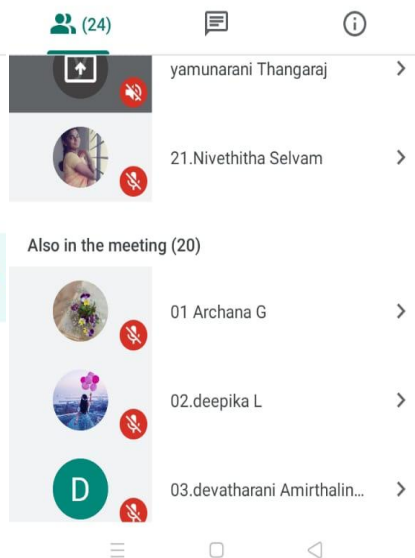 (24)
yamunarani Thangaraj
21.Nivethitha Selvam
Also in the meeting (20)
01 Archana G
02.deepika L
D
03.devatharani Amirthalin...